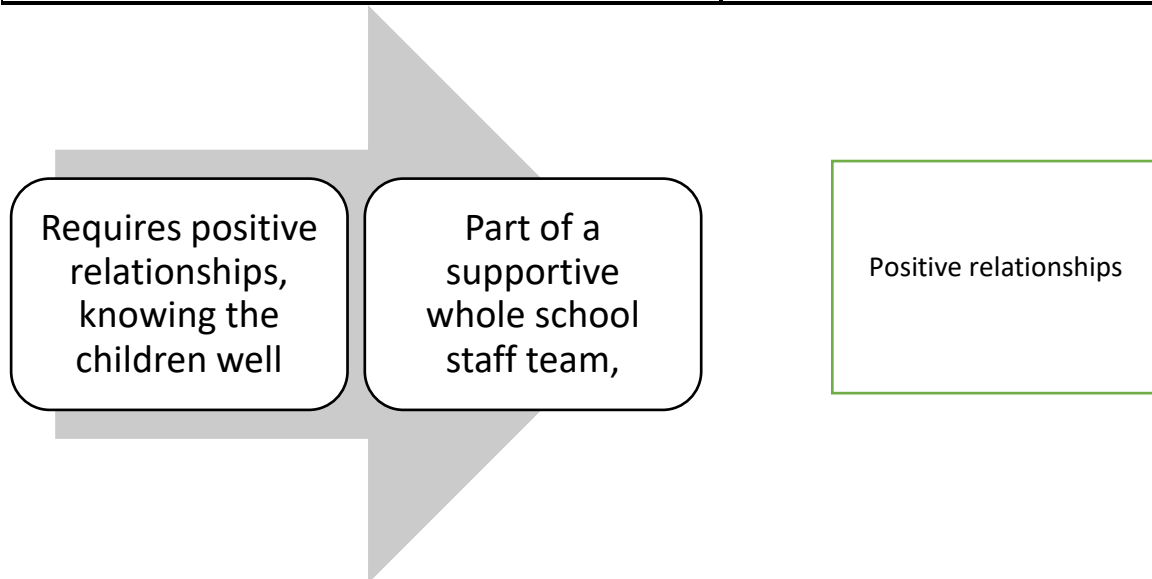 Requires positive
relationships,
knowing the
children well
Part of a
supportive
whole school
staff team,
Positive relationships